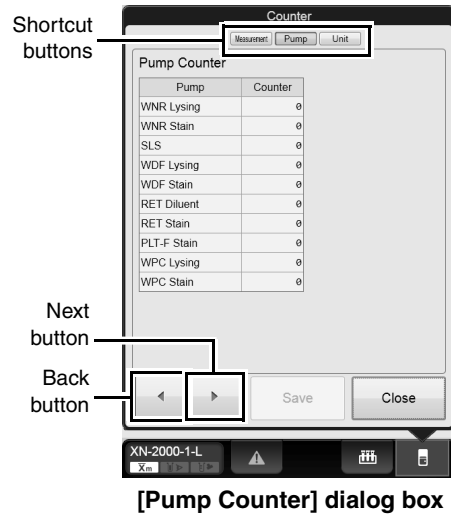 Counter
Shortcut
buttons
Measurement Pump Unit
Pump Counter
Pump Counter
WNR Lysing 0
WNR Stain 0
SLS 0
WDF Lysing 0
WDF Stain 0
RET Diluent 0
RET Stain 0
PLT-F Stain 0
WPC Lysing 0
WPC Stain 0
Next
button
Back
button
Save Close
XN-2000-1-L
Xm
[Pump Counter] dialog box